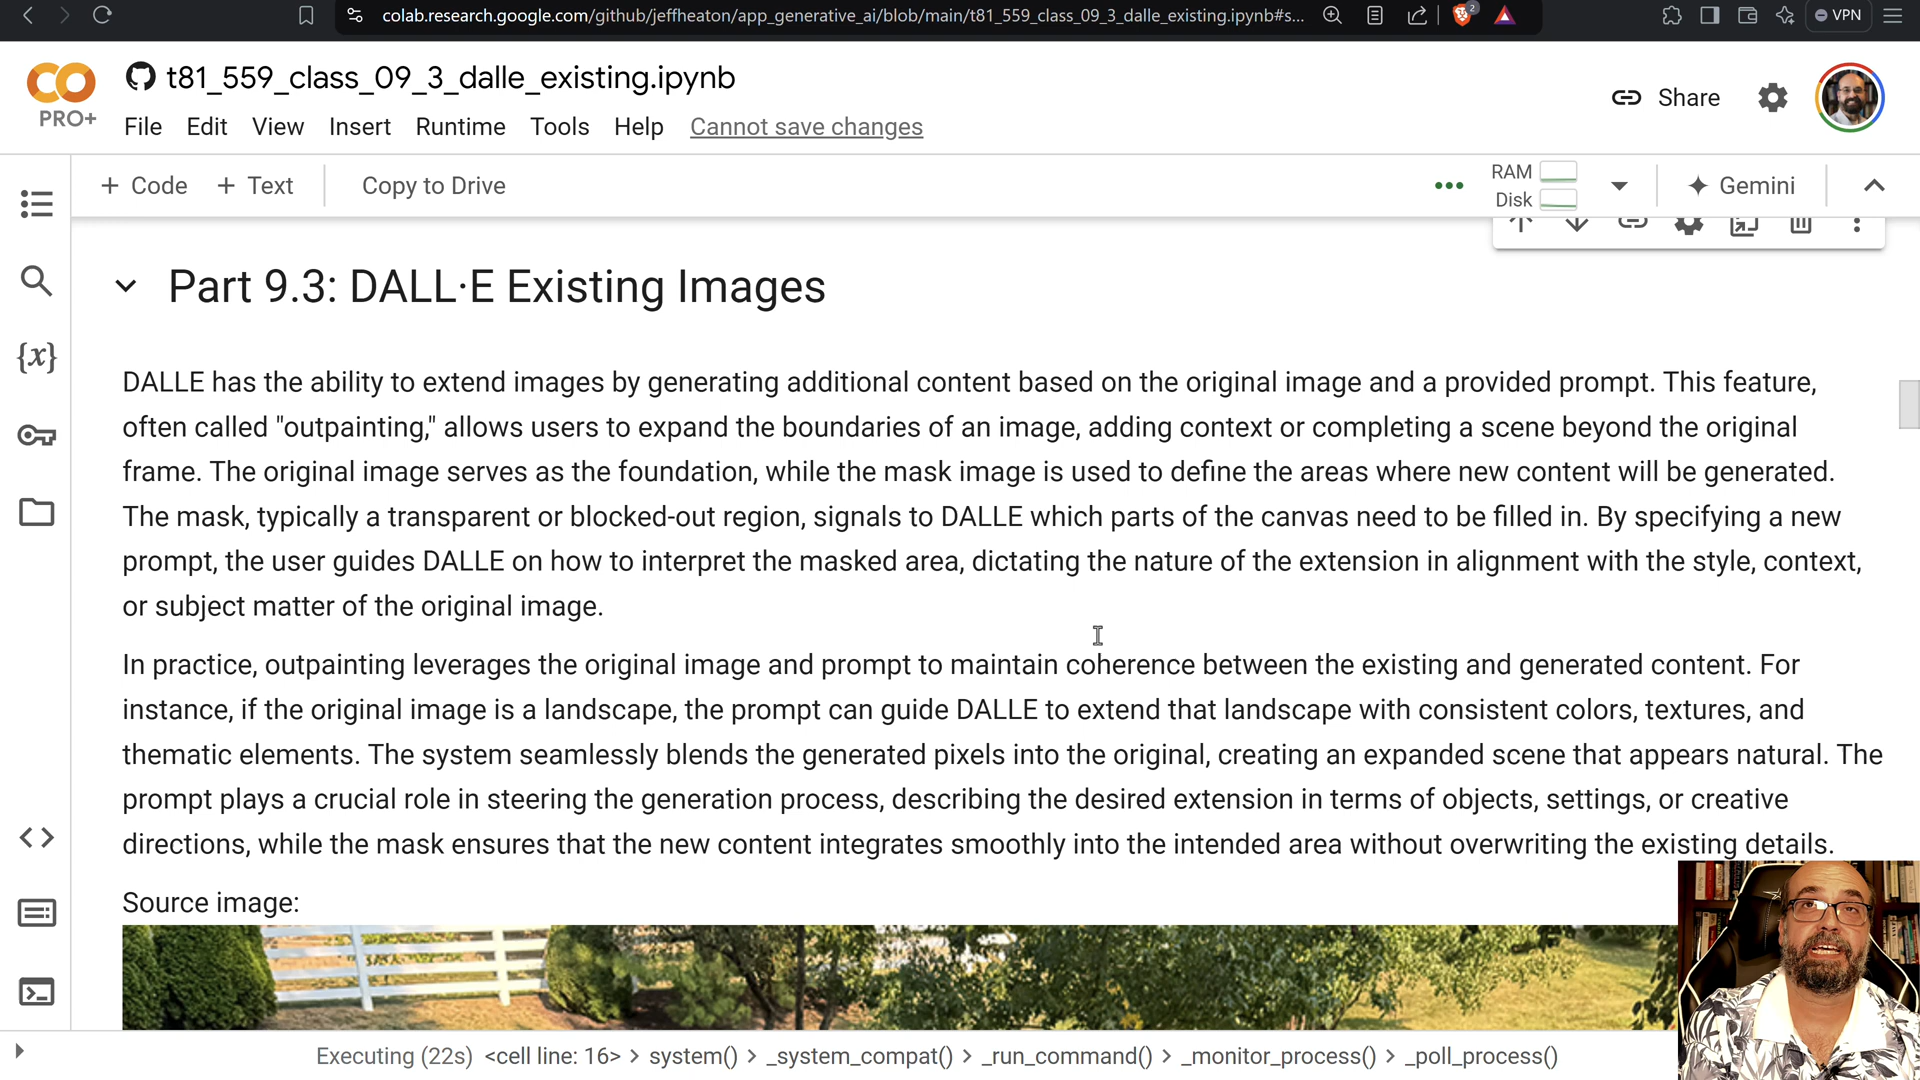 colab.research.google.com/github/jeffheaton/app_generative_ai/blob/main/t81_559_class_09_3_dalle_existing.ipynb#s...
2
VPN
PRO+
t81_559_class_09_3_dalle_existing.ipynb
File Edit View Insert Runtime Tools Help Cannot save changes
Share
+ Code + Text Copy to Drive
RAM
Disk
Gemini
{x}
Part 9.3: DALL·E Existing Images
DALLE has the ability to extend images by generating additional content based on the original image and a provided prompt. This feature,
often called "outpainting," allows users to expand the boundaries of an image, adding context or completing a scene beyond the original
frame. The original image serves as the foundation, while the mask image is used to define the areas where new content will be generated.
The mask, typically a transparent or blocked-out region, signals to DALLE which parts of the canvas need to be filled in. By specifying a new
prompt, the user guides DALLE on how to interpret the masked area, dictating the nature of the extension in alignment with the style, context,
or subject matter of the original image.
In practice, outpainting leverages the original image and prompt to maintain coherence between the existing and generated content. For
instance, if the original image is a landscape, the prompt can guide DALLE to extend that landscape with consistent colors, textures, and
thematic elements. The system seamlessly blends the generated pixels into the original, creating an expanded scene that appears natural. The
prompt plays a crucial role in steering the generation process, describing the desired extension in terms of objects, settings, or creative
directions, while the mask ensures that the new content integrates smoothly into the intended area without overwriting the existing details.
Source image:
Executing (22s) <cell line: 16> > system() > _system_compat() > _run_command() > _monitor_process() > _poll_process()